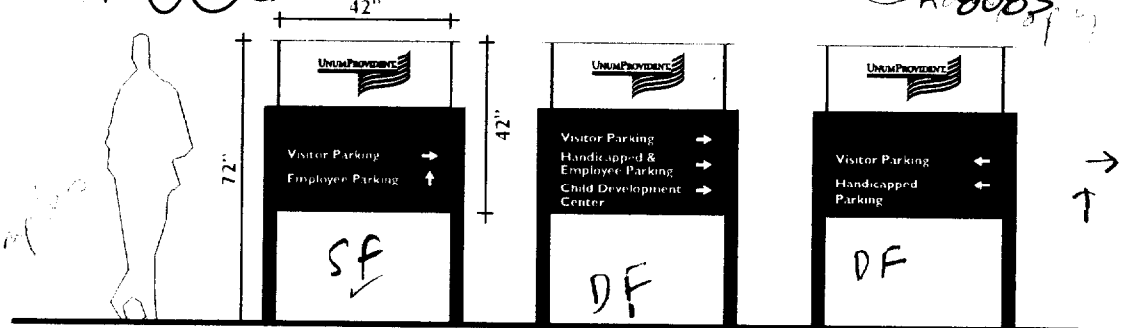 42"
UNUMPROVIDENT.
UNUMPROVIDENT.
UNUMPROVIDENT.
72"
42"
Visitor Parking →
Employee Parking ↑
Visitor Parking →
Handicapped &
Employee Parking →
Child Development
Center →
Visitor Parking ←
Handicapped
Parking ←
→
↑
SF
DF
DF